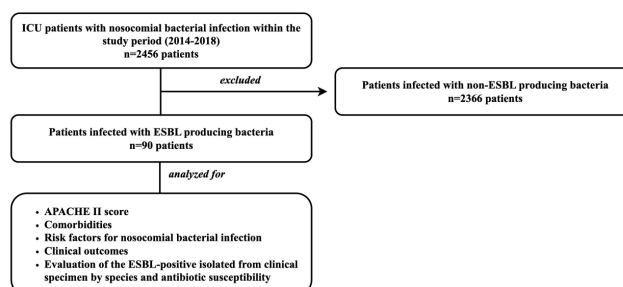 ICU patients with nosocomial bacterial infection within the
study period (2014-2018)
n=2456 patients
excluded
Patients infected with non-ESBL producing bacteria
n=2366 patients
Patients infected with ESBL producing bacteria
n=90 patients
analyzed for
• APACHE II score
• Comorbidities
• Risk factors for nosocomial bacterial infection
• Clinical outcomes
• Evaluation of the ESBL-positive isolated from clinical
specimen by species and antibiotic susceptibility